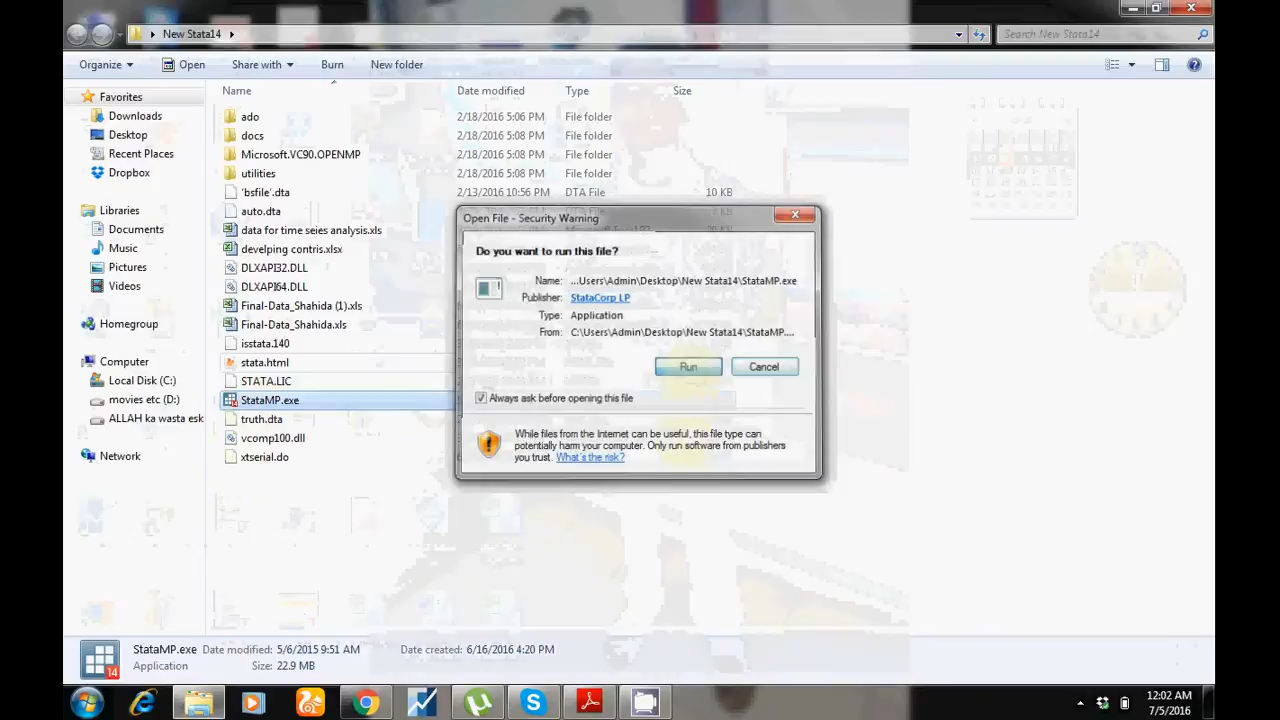 New Stata14
Search New Stata14
Organize Open Share with Burn New folder
Name Date modified Type Size
Favorites
Downloads
Desktop
Recent Places
Dropbox
Libraries
Documents
Music
Pictures
Videos
Homegroup
Computer
Local Disk (C:)
movies etc (D:)
ALLAH ka wasta esk
Network
ado 2/18/2016 5:06 PM File folder
docs 2/18/2016 5:08 PM File folder
Microsoft.VC90.OPENMP 2/18/2016 5:08 PM File folder
utilities 2/18/2016 5:08 PM File folder
'bsfile'.dta 2/13/2016 10:56 PM DTA File 10 KB
auto.dta
data for time seies analysis.xls
develping contris.xlsx
DLXAPI32.DLL
DLXAPI64.DLL
Final-Data_Shahida (1).xls
Final-Data_Shahida.xls
isstata.140
stata.html
STATA.LIC
StataMP.exe
truth.dta
vcomp100.dll
xtserial.do
Open File - Security Warning
Do you want to run this file?
Name: ...Users\Admin\Desktop\New Stata14\StataMP.exe
Publisher: StataCorp LP
Type: Application
From: C:\Users\Admin\Desktop\New Stata14\StataMP....
Run Cancel
Always ask before opening this file
While files from the Internet can be useful, this file type can
potentially harm your computer. Only run software from publishers
you trust. What's the risk?
StataMP.exe Date modified: 5/6/2015 9:51 AM Date created: 6/16/2016 4:20 PM
Application Size: 22.9 MB
14
12:02 AM
7/5/2016